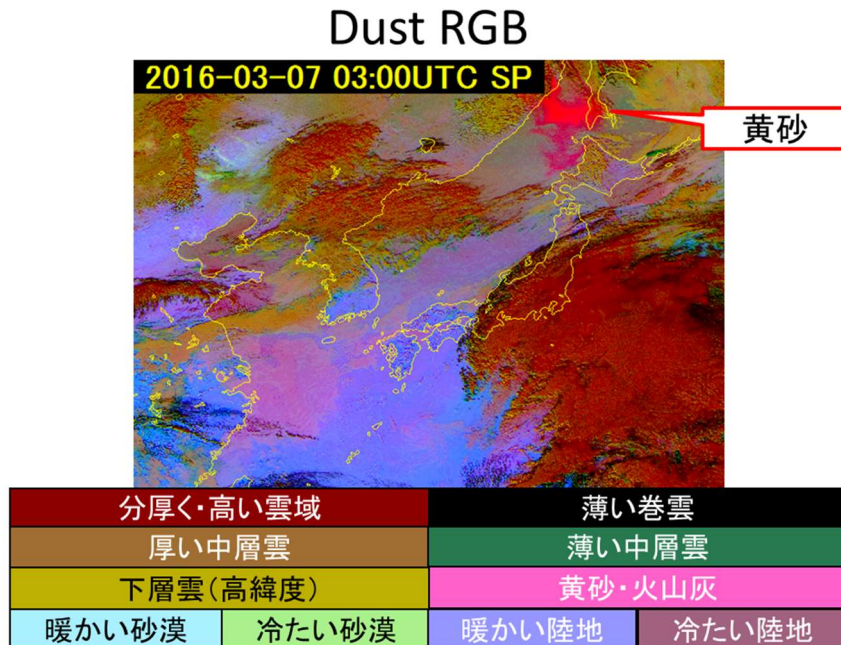 Dust RGB
2016-03-07 03:00UTC SP
黄砂
分厚く・高い雲域
薄い巻雲
厚い中層雲
薄い中層雲
下層雲(高緯度)
黄砂・火山灰
暖かい砂漠
冷たい砂漠
暖かい陸地
冷たい陸地